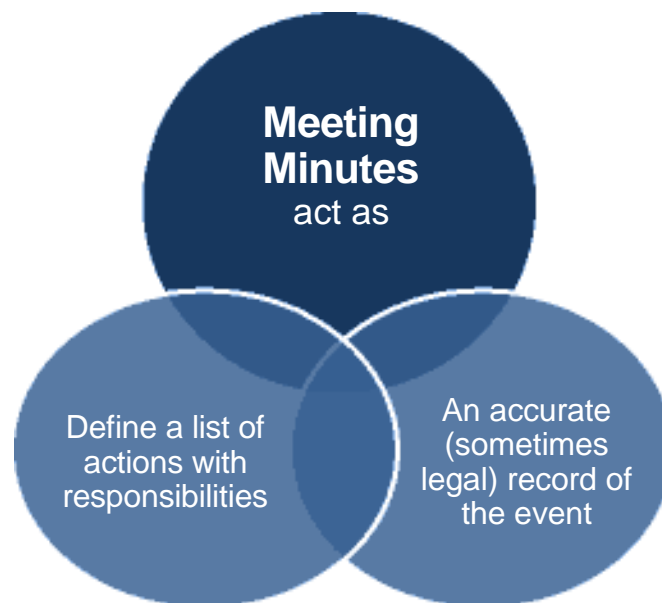 Meeting
Minutes
act as
Define a list of
actions with
responsibilities
An accurate
(sometimes
legal) record of
the event